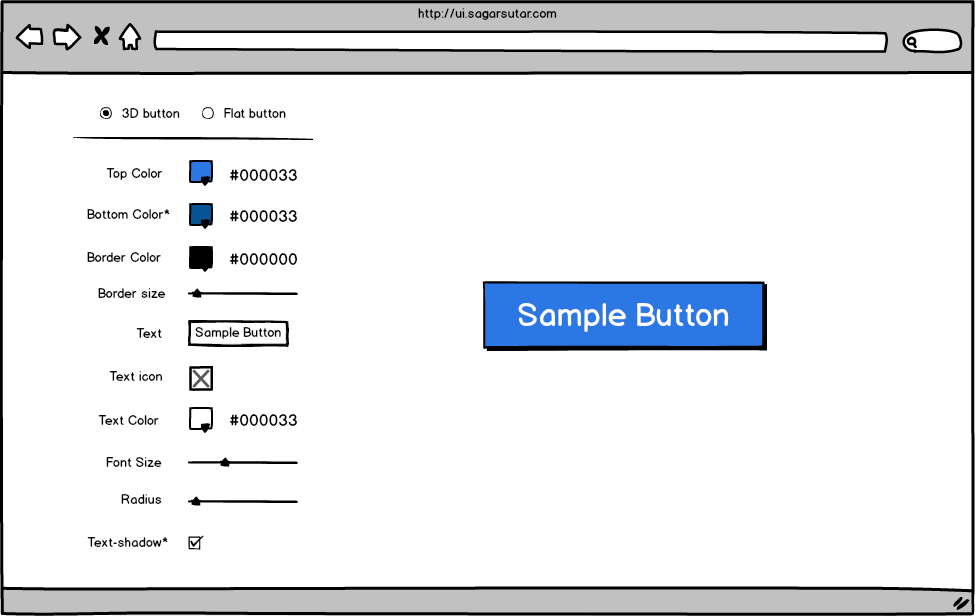 http://ui.sagarsutar.com
3D button Flat button
Top Color #000033
Bottom Color* #000033
Border Color #000000
Border size
Text Sample Button
Text icon
Text Color #000033
Font Size
Radius
Text-shadow*
Sample Button